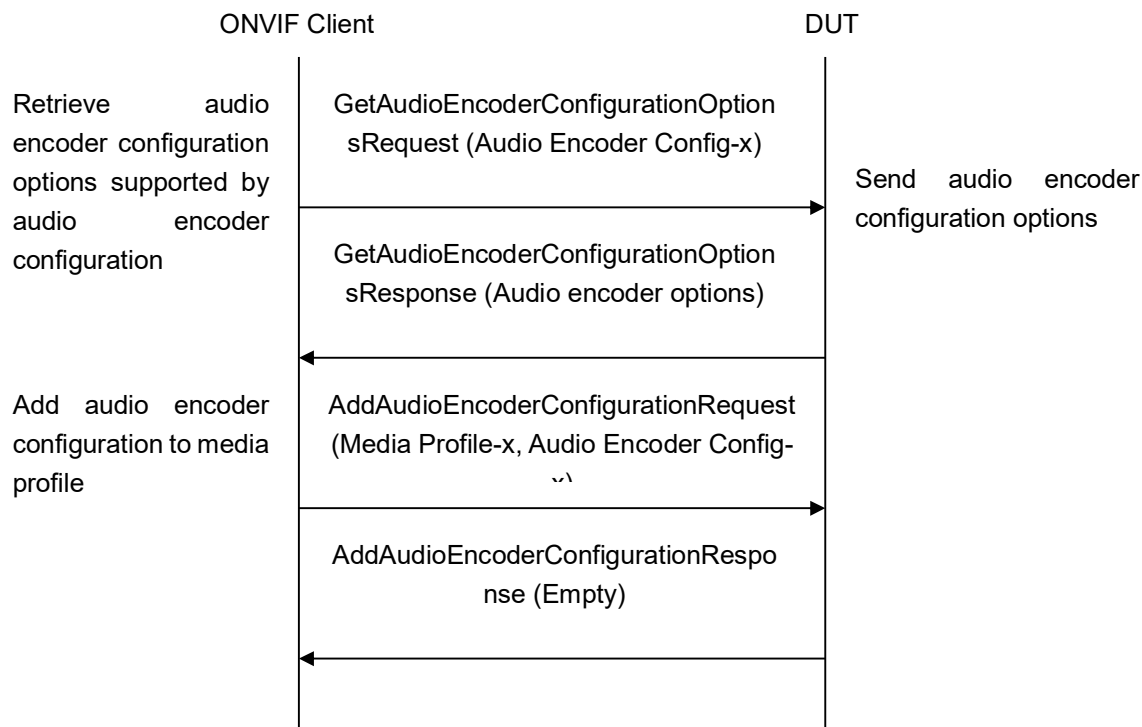 ONVIF Client
DUT
Retrieve audio
encoder configuration
options supported by
audio encoder
configuration
GetAudioEncoderConfigurationOption
sRequest (Audio Encoder Config-x)
Send audio encoder
configuration options
GetAudioEncoderConfigurationOption
sResponse (Audio encoder options)
Add audio encoder
configuration to media
profile
AddAudioEncoderConfigurationRequest
(Media Profile-x, Audio Encoder Config-
x)
AddAudioEncoderConfigurationRespo
nse (Empty)